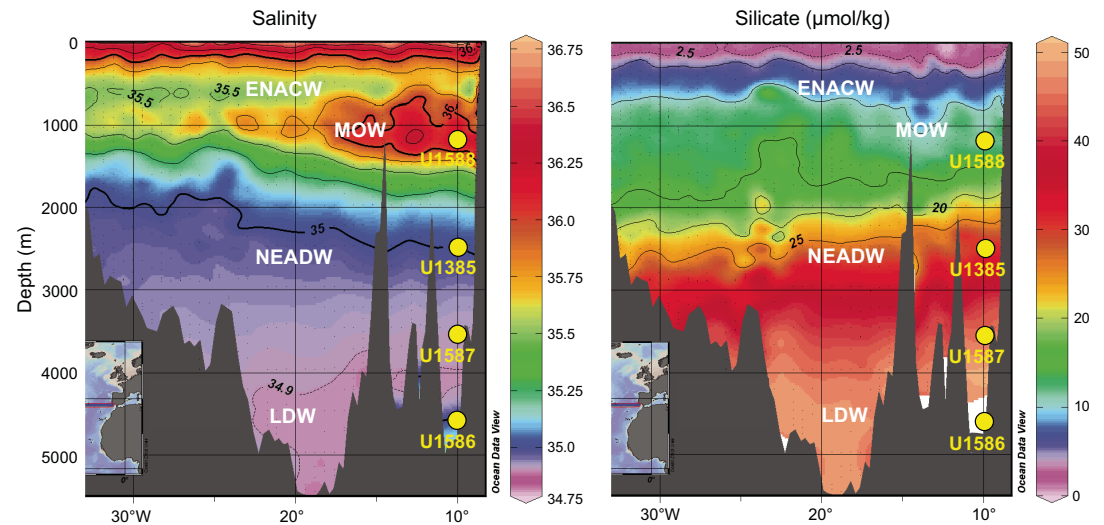 Salinity
Silicate (µmol/kg)
Depth (m)
0
1000
2000
3000
4000
5000
30°W
20°
10°
36
35.5
35.5
ENACW
36
MOW
U1588
35
NEADW
U1385
U1587
34.9
LDW
U1586
0°
Ocean Data View
36.75
36.5
36.25
36.0
35.75
35.5
35.25
35.0
34.75
2.5
2.5
ENACW
MOW
U1588
20
25
NEADW
U1385
U1587
LDW
U1586
0°
30°W
20°
10°
Ocean Data View
50
40
30
20
10
0